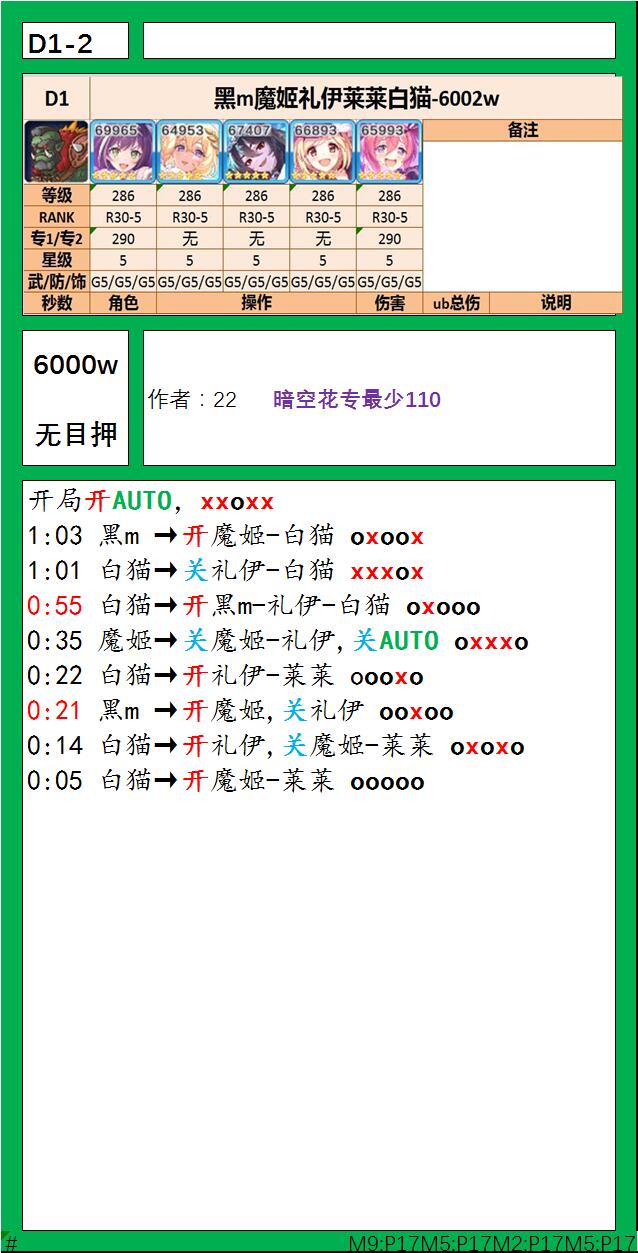 D1-2
D1 黑m魔姬礼伊莱莱白猫-6002w
69965 64953 67407 66893 65993 备注
等级 286 286 286 286 286
RANK R30-5 R30-5 R30-5 R30-5 R30-5
专1/专2 290 无 无 无 290
星级 5 5 5 5 5
武/防/饰 G5/G5/G5 G5/G5/G5 G5/G5/G5 G5/G5/G5 G5/G5/G5
秒数 角色 操作 伤害 ub总伤 说明
6000w
无目押
作者：22 暗空花专最少110
开局开AUTO, xxoxx
1:03 黑m →开魔姬-白猫 oxoox
1:01 白猫→关礼伊-白猫 xxxox
0:55 白猫→开黑m-礼伊-白猫 oxooo
0:35 魔姬→关魔姬-礼伊,关AUTO oxxxo
0:22 白猫→开礼伊-莱莱 oooxo
0:21 黑m →开魔姬,关礼伊 ooxoo
0:14 白猫→开礼伊,关魔姬-莱莱 oxoxo
0:05 白猫→开魔姬-莱莱 ooooo
# M9:P17M5:P17M2:P17M5:P17